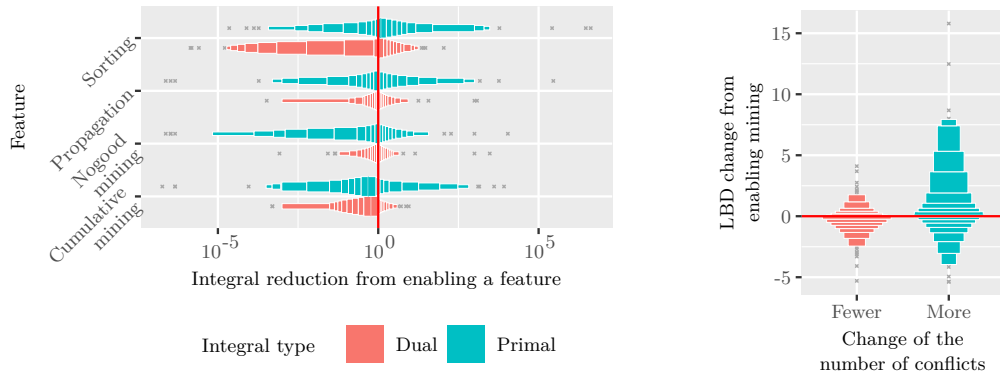 Feature
Sorting
Propagation
Nogood
mining
Cumulative
mining
10^-5
10^0
10^5
Integral reduction from enabling a feature
Integral type
Dual
Primal
LBD change from
enabling mining
15
10
5
0
-5
Fewer
More
Change of the
number of conflicts